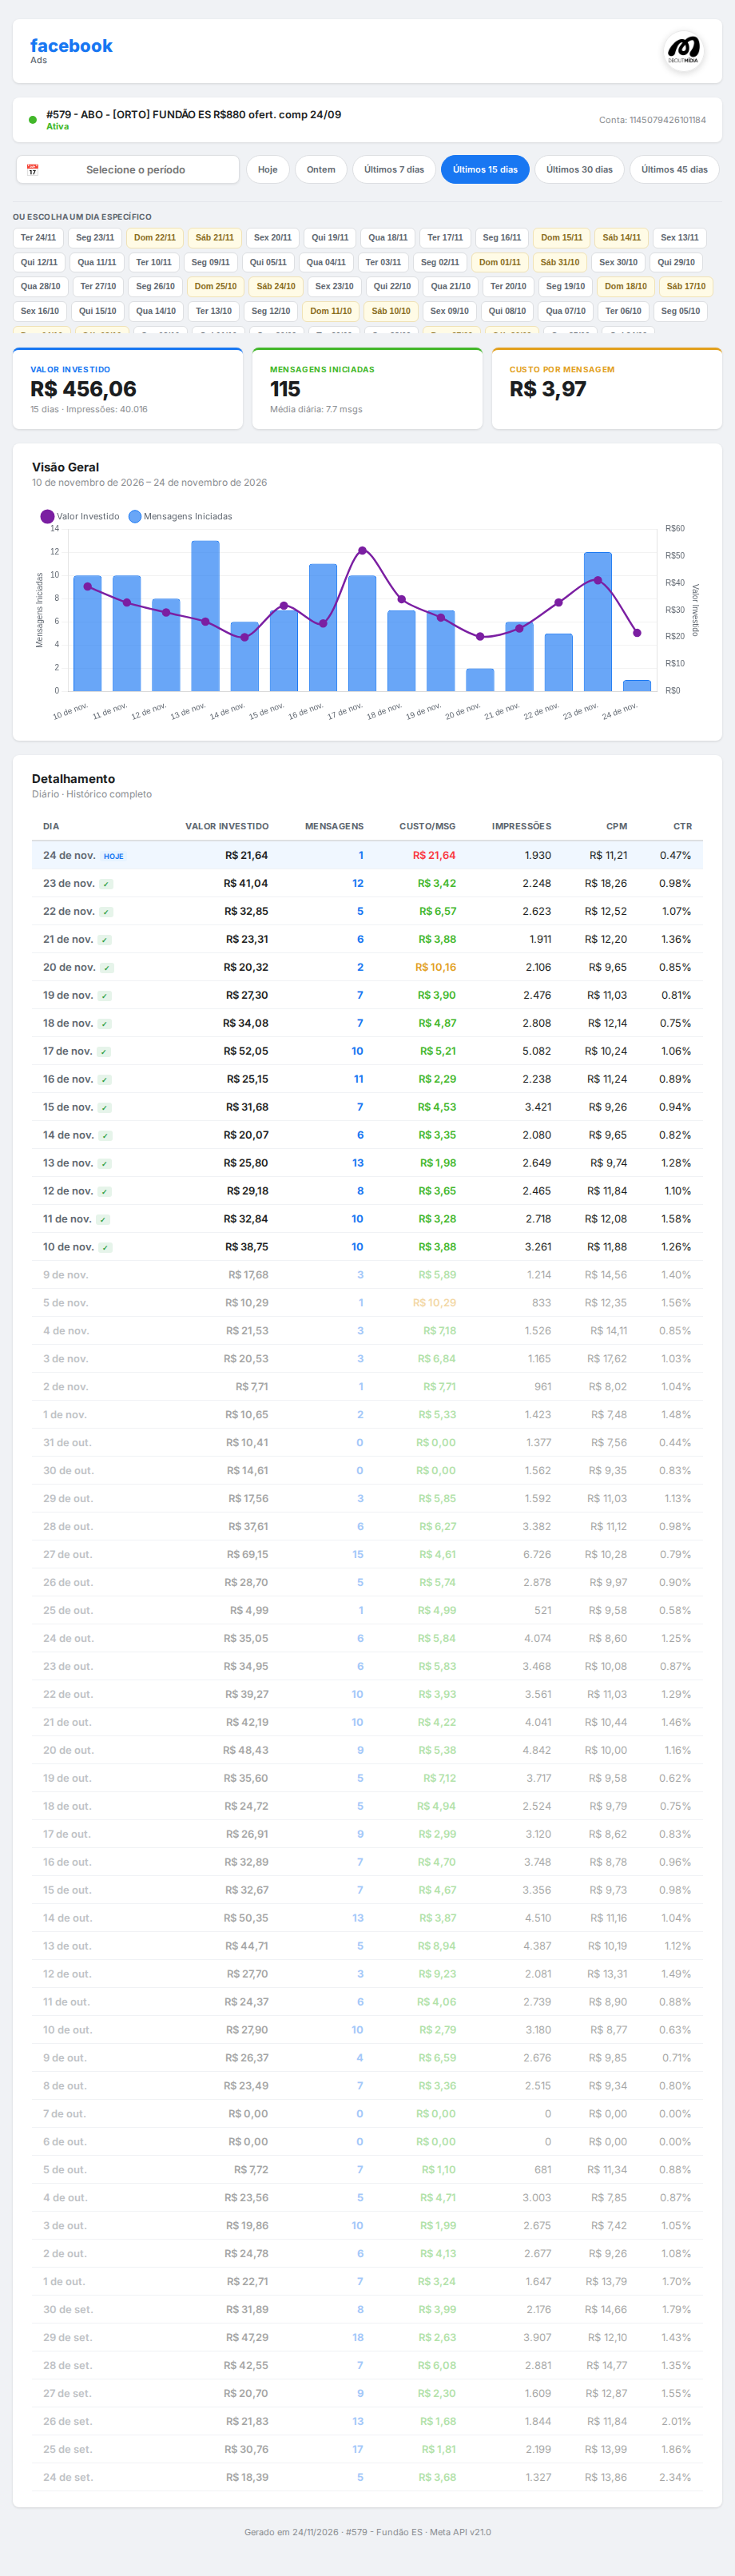 facebook
Ads
DBOUTMÍDIA
#579 - ABO - [ORTO] FUNDÃO ES R$880 ofert. comp 24/09
Ativa
Conta: 1145079426101184
Selecione o período
Hoje
Ontem
Últimos 7 dias
Últimos 15 dias
Últimos 30 dias
Últimos 45 dias
OU ESCOLHA UM DIA ESPECÍFICO
Ter 24/11 Seg 23/11 Dom 22/11 Sáb 21/11 Sex 20/11 Qui 19/11 Qua 18/11 Ter 17/11 Seg 16/11 Dom 15/11 Sáb 14/11 Sex 13/11
Qui 12/11 Qua 11/11 Ter 10/11 Seg 09/11 Qui 05/11 Qua 04/11 Ter 03/11 Seg 02/11 Dom 01/11 Sáb 31/10 Sex 30/10 Qui 29/10
Qua 28/10 Ter 27/10 Seg 26/10 Dom 25/10 Sáb 24/10 Sex 23/10 Qui 22/10 Qua 21/10 Ter 20/10 Seg 19/10 Dom 18/10 Sáb 17/10
Sex 16/10 Qui 15/10 Qua 14/10 Ter 13/10 Seg 12/10 Dom 11/10 Sáb 10/10 Sex 09/10 Qui 08/10 Qua 07/10 Ter 06/10 Seg 05/10
VALOR INVESTIDO
R$ 456,06
15 dias · Impressões: 40.016
MENSAGENS INICIADAS
115
Média diária: 7.7 msgs
CUSTO POR MENSAGEM
R$ 3,97
Visão Geral
10 de novembro de 2026 – 24 de novembro de 2026
Valor Investido Mensagens Iniciadas
Mensagens Iniciadas
14
12
10
8
6
4
2
0
R$60
R$50
R$40
R$30
R$20
R$10
R$0
Valor Investido
10 de nov. 11 de nov. 12 de nov. 13 de nov. 14 de nov. 15 de nov. 16 de nov. 17 de nov. 18 de nov. 19 de nov. 20 de nov. 21 de nov. 22 de nov. 23 de nov. 24 de nov.
Detalhamento
Diário · Histórico completo
DIA VALOR INVESTIDO MENSAGENS CUSTO/MSG IMPRESSÕES CPM CTR
24 de nov. HOJE R$ 21,64 1 R$ 21,64 1.930 R$ 11,21 0.47%
23 de nov. ✓ R$ 41,04 12 R$ 3,42 2.248 R$ 18,26 0.98%
22 de nov. ✓ R$ 32,85 5 R$ 6,57 2.623 R$ 12,52 1.07%
21 de nov. ✓ R$ 23,31 6 R$ 3,88 1.911 R$ 12,20 1.36%
20 de nov. ✓ R$ 20,32 2 R$ 10,16 2.106 R$ 9,65 0.85%
19 de nov. ✓ R$ 27,30 7 R$ 3,90 2.476 R$ 11,03 0.81%
18 de nov. ✓ R$ 34,08 7 R$ 4,87 2.808 R$ 12,14 0.75%
17 de nov. ✓ R$ 52,05 10 R$ 5,21 5.082 R$ 10,24 1.06%
16 de nov. ✓ R$ 25,15 11 R$ 2,29 2.238 R$ 11,24 0.89%
15 de nov. ✓ R$ 31,68 7 R$ 4,53 3.421 R$ 9,26 0.94%
14 de nov. ✓ R$ 20,07 6 R$ 3,35 2.080 R$ 9,65 0.82%
13 de nov. ✓ R$ 25,80 13 R$ 1,98 2.649 R$ 9,74 1.28%
12 de nov. ✓ R$ 29,18 8 R$ 3,65 2.465 R$ 11,84 1.10%
11 de nov. ✓ R$ 32,84 10 R$ 3,28 2.718 R$ 12,08 1.58%
10 de nov. ✓ R$ 38,75 10 R$ 3,88 3.261 R$ 11,88 1.26%
9 de nov. R$ 17,68 3 R$ 5,89 1.214 R$ 14,56 1.40%
5 de nov. R$ 10,29 1 R$ 10,29 833 R$ 12,35 1.56%
4 de nov. R$ 21,53 3 R$ 7,18 1.526 R$ 14,11 0.85%
3 de nov. R$ 20,53 3 R$ 6,84 1.165 R$ 17,62 1.03%
2 de nov. R$ 7,71 1 R$ 7,71 961 R$ 8,02 1.04%
1 de nov. R$ 10,65 2 R$ 5,33 1.423 R$ 7,48 1.48%
31 de out. R$ 10,41 0 R$ 0,00 1.377 R$ 7,56 0.44%
30 de out. R$ 14,61 0 R$ 0,00 1.562 R$ 9,35 0.83%
29 de out. R$ 17,56 3 R$ 5,85 1.592 R$ 11,03 1.13%
28 de out. R$ 37,61 6 R$ 6,27 3.382 R$ 11,12 0.98%
27 de out. R$ 69,15 15 R$ 4,61 6.726 R$ 10,28 0.79%
26 de out. R$ 28,70 5 R$ 5,74 2.878 R$ 9,97 0.90%
25 de out. R$ 4,99 1 R$ 4,99 521 R$ 9,58 0.58%
24 de out. R$ 35,05 6 R$ 5,84 4.074 R$ 8,60 1.25%
23 de out. R$ 34,95 6 R$ 5,83 3.468 R$ 10,08 0.87%
22 de out. R$ 39,27 10 R$ 3,93 3.561 R$ 11,03 1.29%
21 de out. R$ 42,19 10 R$ 4,22 4.041 R$ 10,44 1.46%
20 de out. R$ 48,43 9 R$ 5,38 4.842 R$ 10,00 1.16%
19 de out. R$ 35,60 5 R$ 7,12 3.717 R$ 9,58 0.62%
18 de out. R$ 24,72 5 R$ 4,94 2.524 R$ 9,79 0.75%
17 de out. R$ 26,91 9 R$ 2,99 3.120 R$ 8,62 0.83%
16 de out. R$ 32,89 7 R$ 4,70 3.748 R$ 8,78 0.96%
15 de out. R$ 32,67 7 R$ 4,67 3.356 R$ 9,73 0.98%
14 de out. R$ 50,35 13 R$ 3,87 4.510 R$ 11,16 1.04%
13 de out. R$ 44,71 5 R$ 8,94 4.387 R$ 10,19 1.12%
12 de out. R$ 27,70 3 R$ 9,23 2.081 R$ 13,31 1.49%
11 de out. R$ 24,37 6 R$ 4,06 2.739 R$ 8,90 0.88%
10 de out. R$ 27,90 10 R$ 2,79 3.180 R$ 8,77 0.63%
9 de out. R$ 26,37 4 R$ 6,59 2.676 R$ 9,85 0.71%
8 de out. R$ 23,49 7 R$ 3,36 2.515 R$ 9,34 0.80%
7 de out. R$ 0,00 0 R$ 0,00 0 R$ 0,00 0.00%
6 de out. R$ 0,00 0 R$ 0,00 0 R$ 0,00 0.00%
5 de out. R$ 7,72 7 R$ 1,10 681 R$ 11,34 0.88%
4 de out. R$ 23,56 5 R$ 4,71 3.003 R$ 7,85 0.87%
3 de out. R$ 19,86 10 R$ 1,99 2.675 R$ 7,42 1.05%
2 de out. R$ 24,78 6 R$ 4,13 2.677 R$ 9,26 1.08%
1 de out. R$ 22,71 7 R$ 3,24 1.647 R$ 13,79 1.70%
30 de set. R$ 31,89 8 R$ 3,99 2.176 R$ 14,66 1.79%
29 de set. R$ 47,29 18 R$ 2,63 3.907 R$ 12,10 1.43%
28 de set. R$ 42,55 7 R$ 6,08 2.881 R$ 14,77 1.35%
27 de set. R$ 20,70 9 R$ 2,30 1.609 R$ 12,87 1.55%
26 de set. R$ 21,83 13 R$ 1,68 1.844 R$ 11,84 2.01%
25 de set. R$ 30,76 17 R$ 1,81 2.199 R$ 13,99 1.86%
24 de set. R$ 18,39 5 R$ 3,68 1.327 R$ 13,86 2.34%
Gerado em 24/11/2026 · #579 - Fundão ES · Meta API v21.0